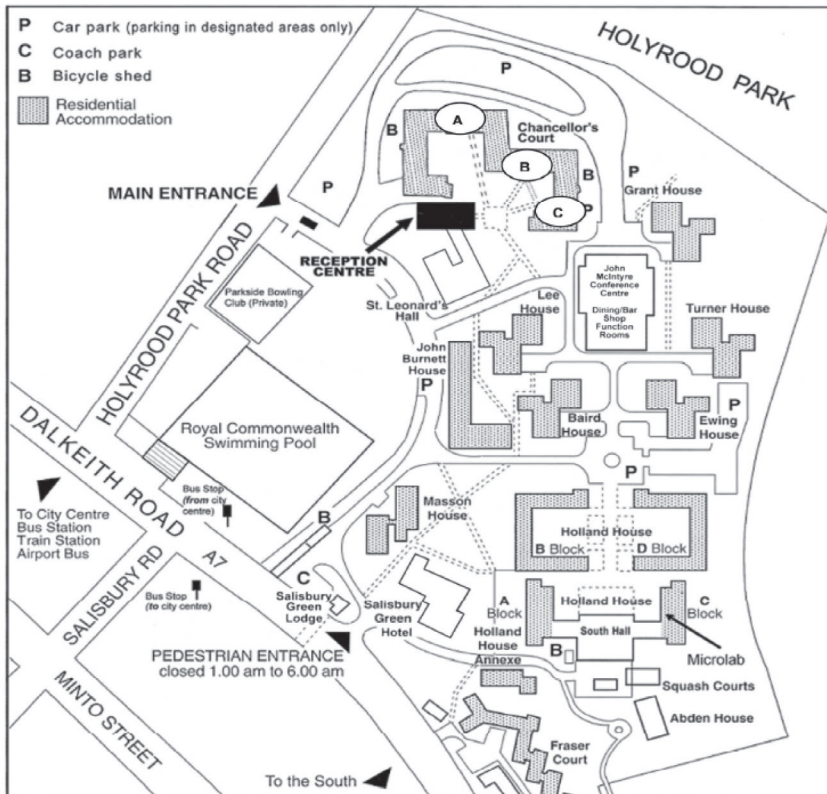 P Car park (parking in designated areas only)
C Coach park
B Bicycle shed
Residential
Accommodation
HOLYROOD PARK
P
A
B
Chancellor's
Court
B
B
P
P
C
P
Grant House
MAIN ENTRANCE
P
RECEPTION
CENTRE
HOLYROOD PARK ROAD
Parkside Bowling
Club (Private)
St. Leonard's
Hall
Lee
House
John
McIntyre
Conference
Centre
Dining/Bar
Shop
Function
Rooms
Turner House
John
Burnett
House
P
Royal Commonwealth
Swimming Pool
Baird
House
Ewing
House
P
P
DALKEITH ROAD
A7
Bus Stop
(from city
centre)
To City Centre
Bus Station
Train Station
Airport Bus
B
Masson
House
Holland House
B Block
D Block
SALISBURY RD
Bus Stop
(to city centre)
C
Salisbury
Green
Lodge
Salisbury
Green
Hotel
A
Block
Holland House
C
Block
South Hall
Holland
House
Annexe
B
Microlab
PEDESTRIAN ENTRANCE
closed 1.00 am to 6.00 am
Squash Courts
Abden House
MINTO STREET
Fraser
Court
To the South